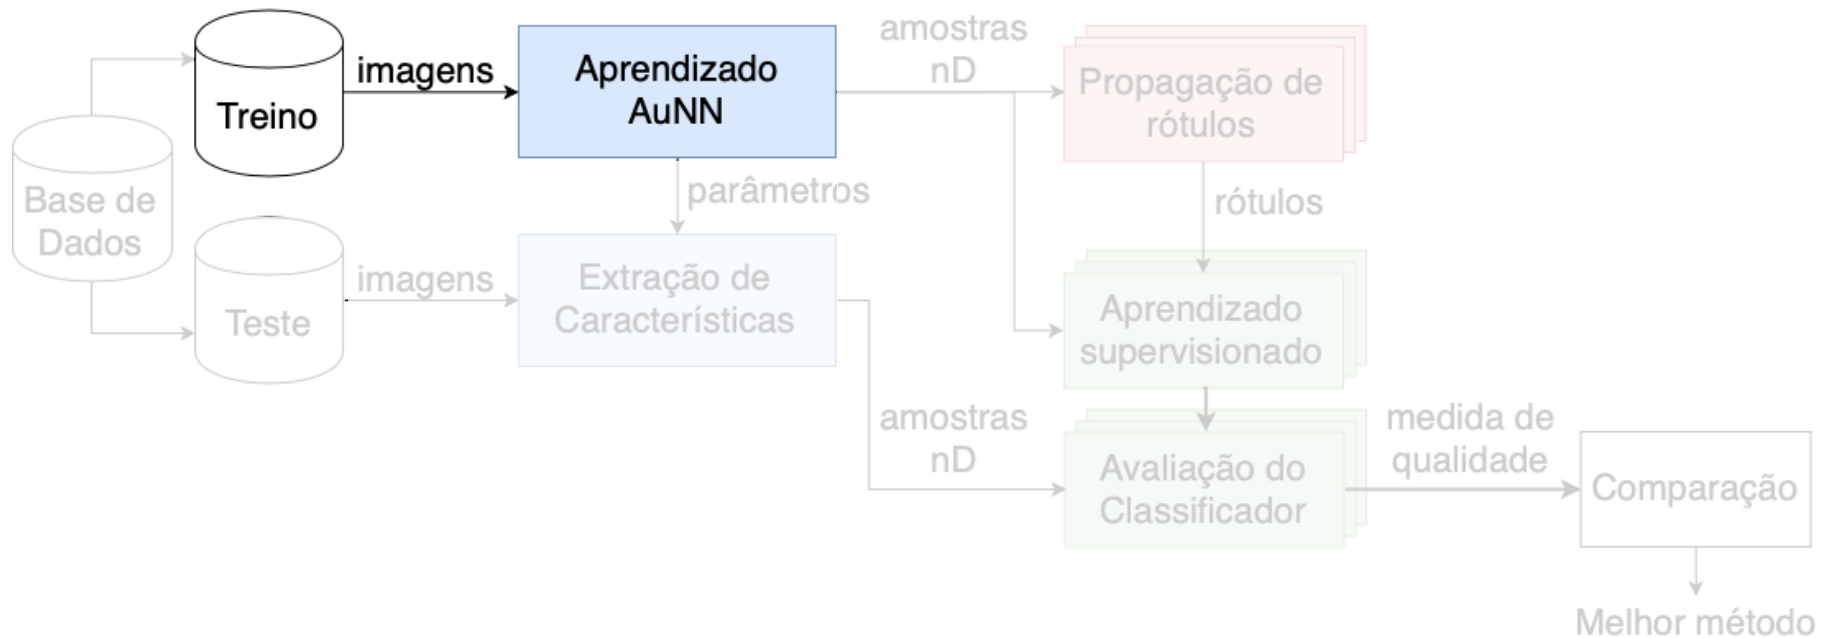 imagens
Treino
Aprendizado
AuNN
amostras
nD
Propagação de
rótulos
Base de
Dados
parâmetros
rótulos
imagens
Teste
Extração de
Características
Aprendizado
supervisionado
amostras
nD
Avaliação do
Classificador
medida de
qualidade
Comparação
Melhor método